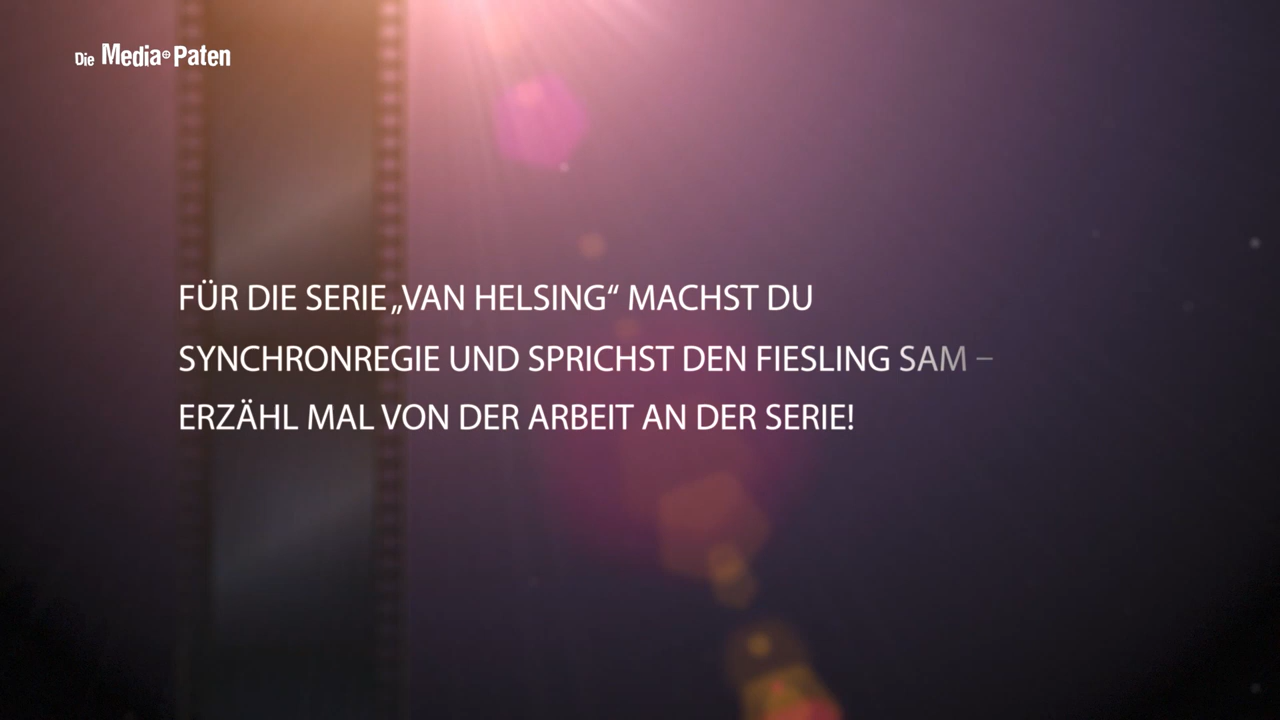 Die Media Paten
FÜR DIE SERIE „VAN HELSING“ MACHST DU
SYNCHRONREGIE UND SPRICHST DEN FIESLING SAM –
ERZÄHL MAL VON DER ARBEIT AN DER SERIE!